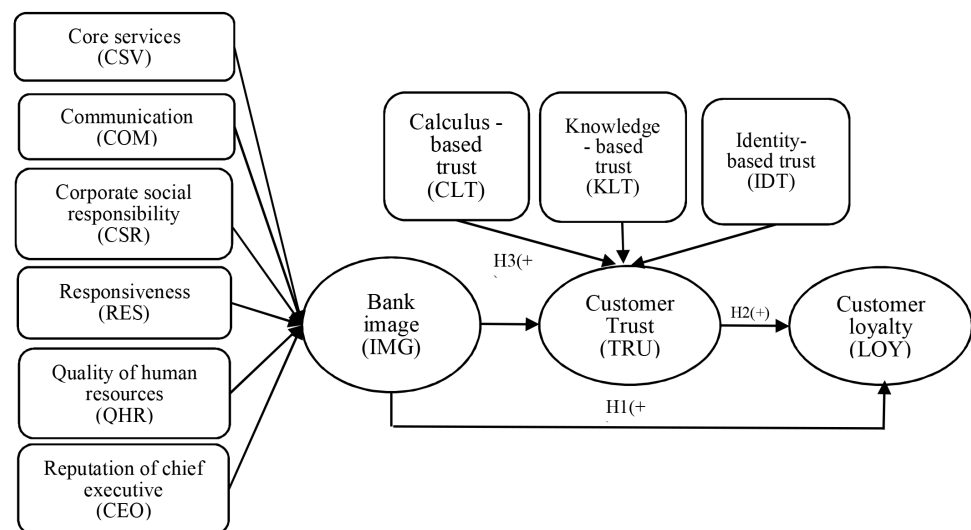 Core services
(CSV)
Communication
(COM)
Corporate social
responsibility
(CSR)
Responsiveness
(RES)
Quality of human
resources
(QHR)
Reputation of chief
executive
(CEO)
Calculus -
based
trust
(CLT)
Knowledge
- based
trust
(KLT)
Identity-
based trust
(IDT)
H3(+
Bank
image
(IMG)
Customer
Trust
(TRU)
H2(+)
Customer
loyalty
(LOY)
H1(+